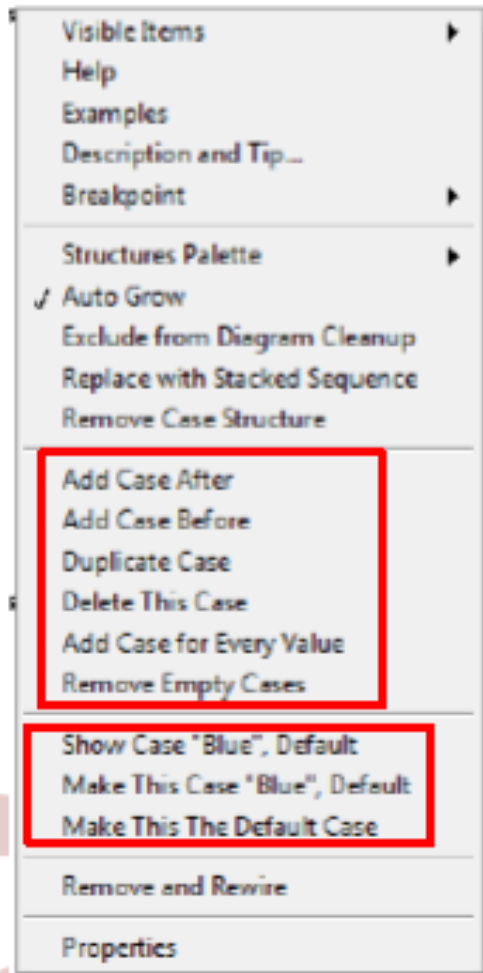 Visible Items
Help
Examples
Description and Tip...
Breakpoint
Structures Palette
Auto Grow
Exclude from Diagram Cleanup
Replace with Stacked Sequence
Remove Case Structure
Add Case After
Add Case Before
Duplicate Case
Delete This Case
Add Case for Every Value
Remove Empty Cases
Show Case "Blue", Default
Make This Case "Blue", Default
Make This The Default Case
Remove and Rewire
Properties